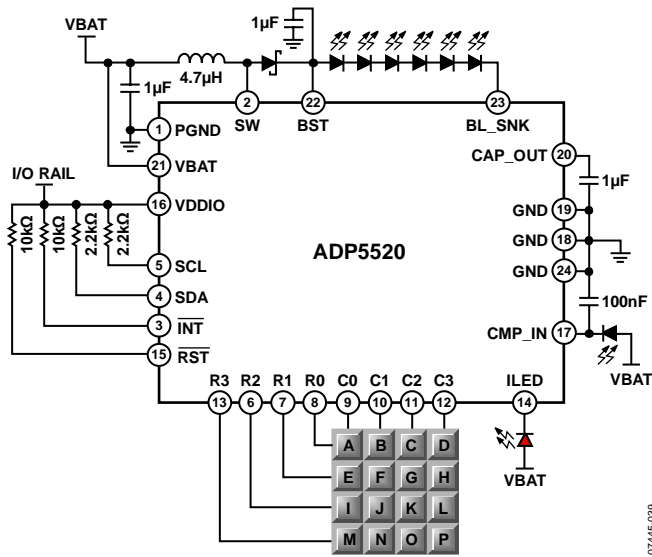 VBAT
1µF
4.7µH
1µF
2
SW
22
BST
23
BL_SNK
1 PGND
21 VBAT
I/O RAIL
16 VDDIO
10kΩ
10kΩ
2.2kΩ
2.2kΩ
5 SCL
4 SDA
3 INT
15 RST
ADP5520
CAP_OUT 20
1µF
GND 19
GND 18
GND 24
100nF
CMP_IN 17
VBAT
R3 R2 R1 R0 C0 C1 C2 C3 ILED
13 6 7 8 9 10 11 12 14
A B C D
E F G H
I J K L
M N O P
VBAT
07445-039